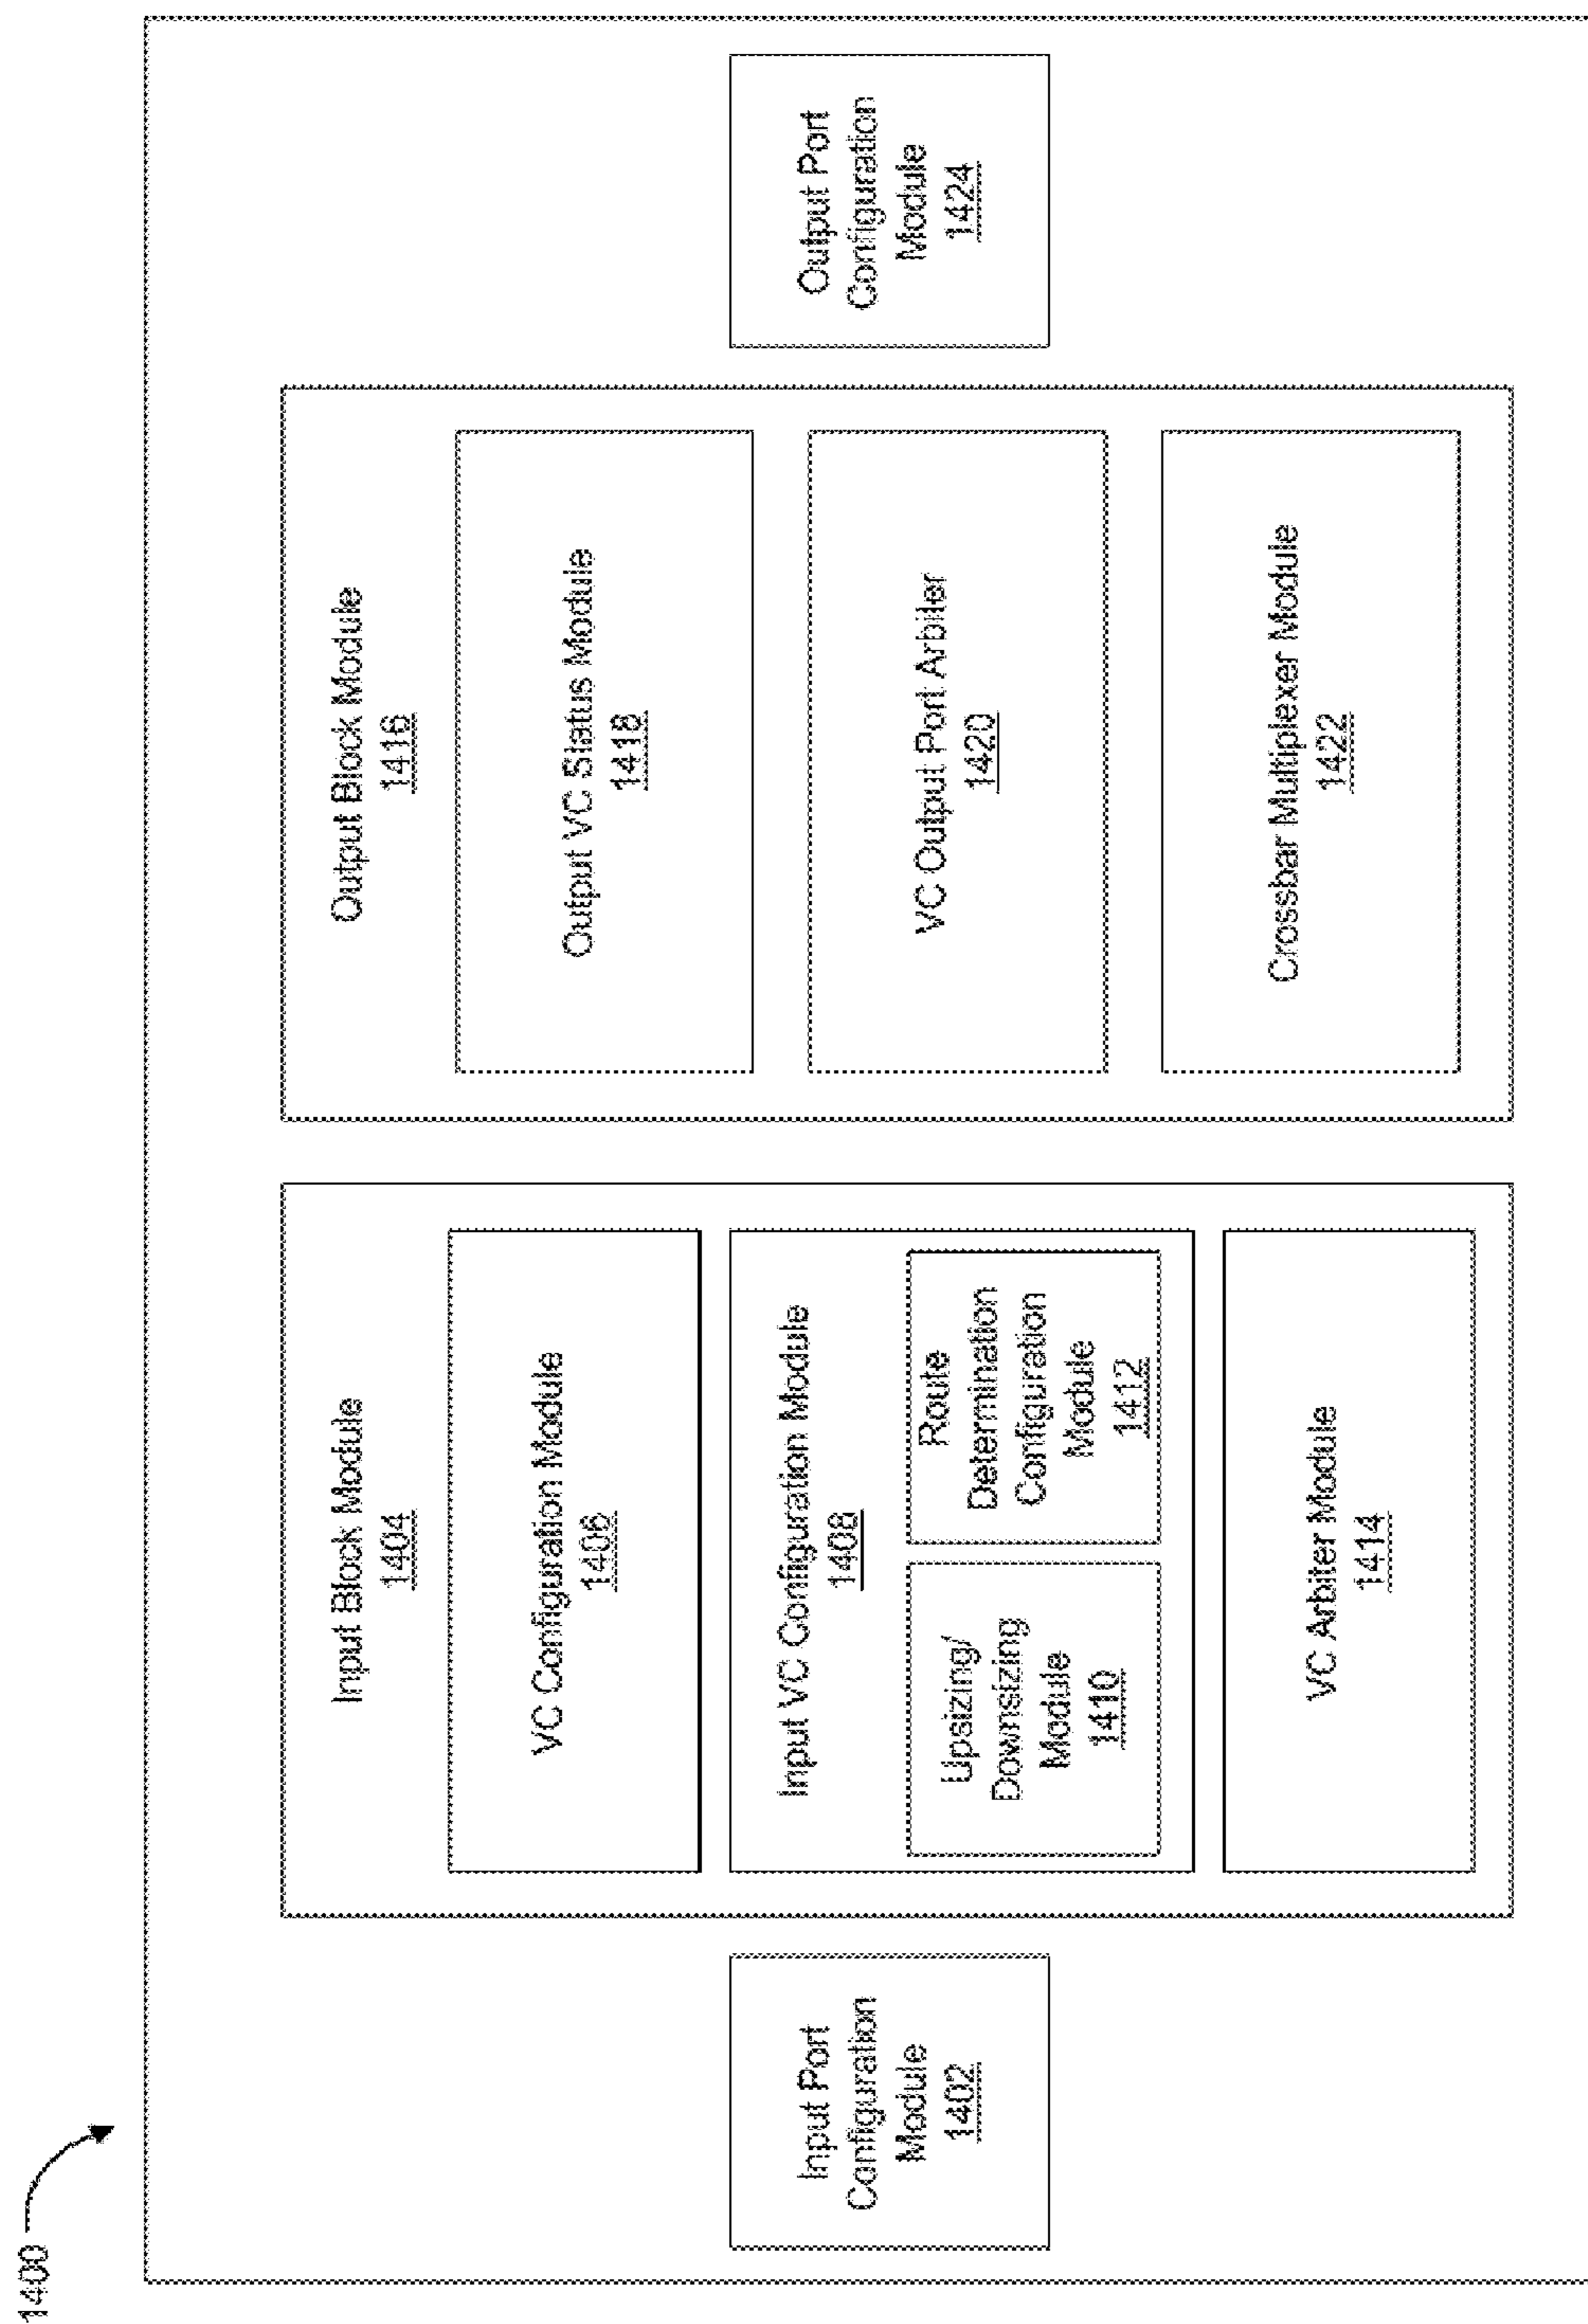 1400
Input Port
Configuration
Module
1402
Input Block Module
1404
VC Configuration Module
1406
Input VC Configuration Module
1408
Upsizing/
Downsizing
Module
1410
Route
Determination
Configuration
Module
1412
VC Arbiter Module
1414
Output Block Module
1416
Output VC Status Module
1418
VC Output Port Arbiter
1420
Crossbar Multiplexer Module
1422
Output Port
Configuration
Module
1424